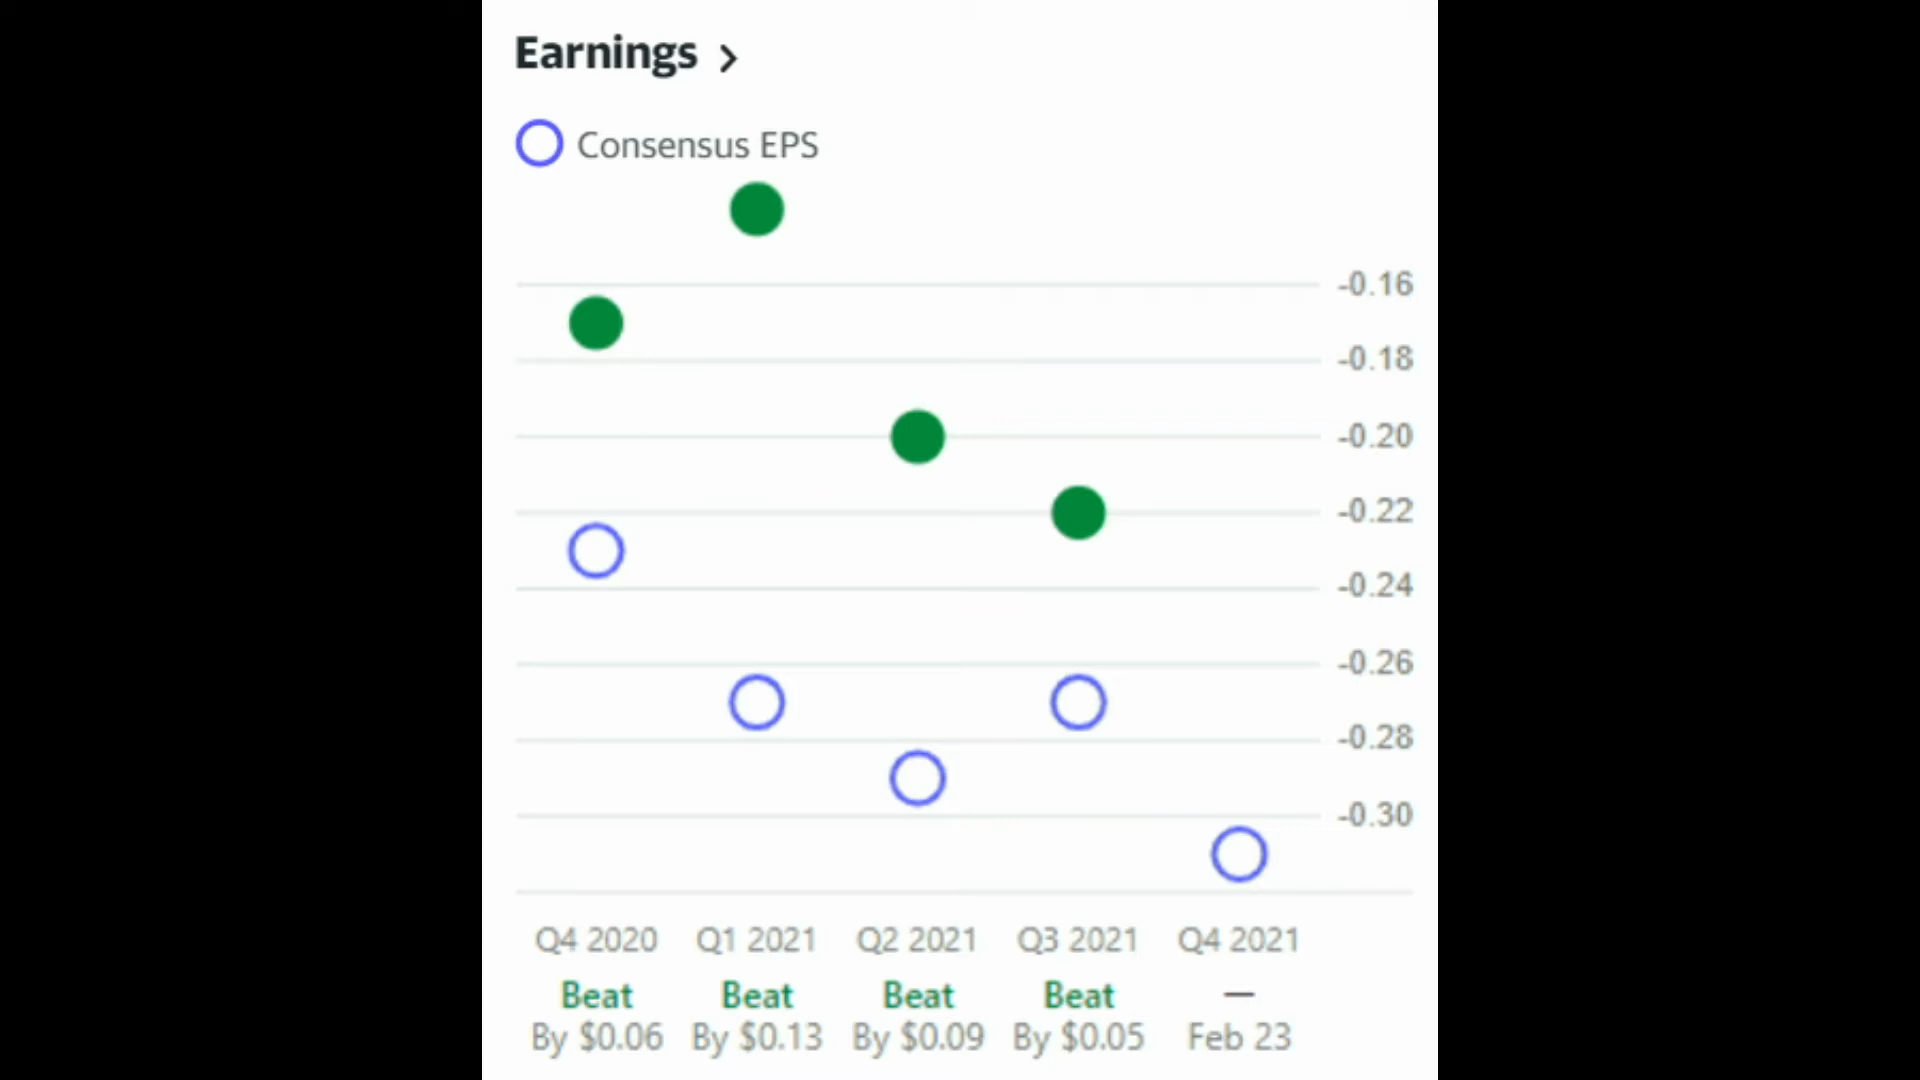 Earnings >
Consensus EPS
-0.16
-0.18
-0.20
-0.22
-0.24
-0.26
-0.28
-0.30
Q4 2020 Q1 2021 Q2 2021 Q3 2021 Q4 2021
Beat Beat Beat Beat —
By $0.06 By $0.13 By $0.09 By $0.05 Feb 23